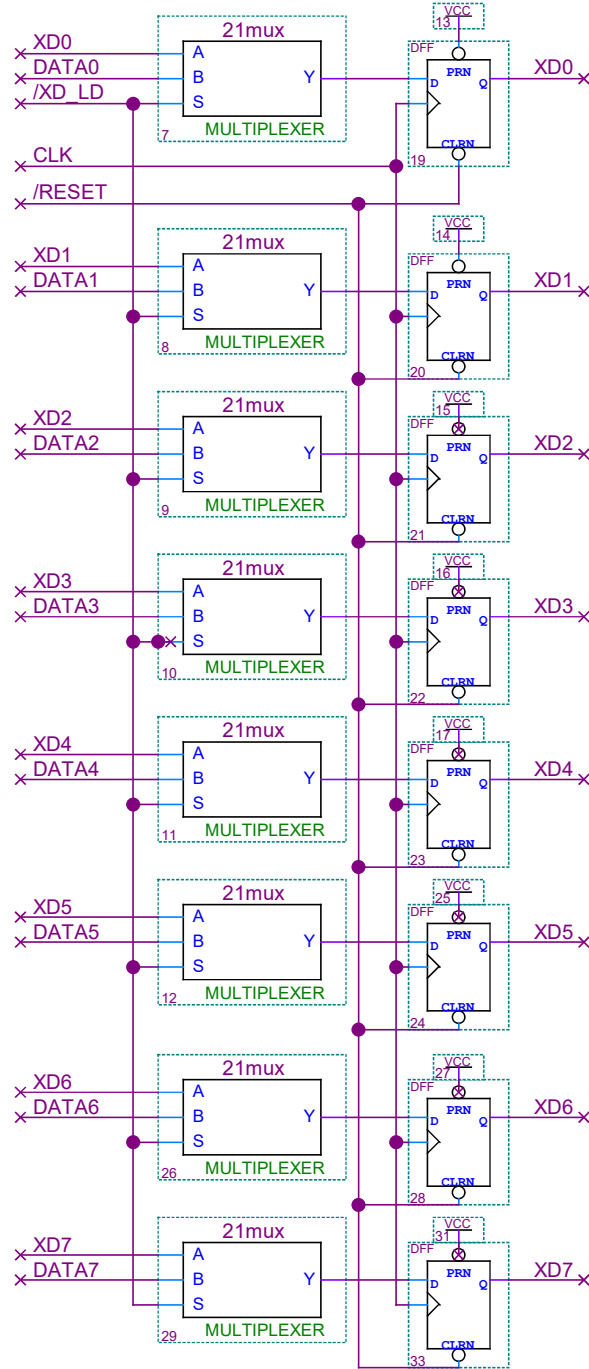 21mux
VCC
13
XD0
A
DFF
DATA0
B
Y
D
PRN
Q
XD0
/XD_LD
S
MULTIPLEXER
7
CLK
CLRN
19
/RESET
21mux
VCC
14
XD1
A
DFF
DATA1
B
Y
D
PRN
Q
XD1
S
MULTIPLEXER
8
CLRN
20
21mux
VCC
15
XD2
A
DFF
DATA2
B
Y
D
PRN
Q
XD2
S
MULTIPLEXER
9
CLRN
21
21mux
VCC
16
XD3
A
DFF
DATA3
B
Y
D
PRN
Q
XD3
S
MULTIPLEXER
10
CLRN
22
21mux
VCC
17
XD4
A
DFF
DATA4
B
Y
D
PRN
Q
XD4
S
MULTIPLEXER
11
CLRN
23
21mux
VCC
25
XD5
A
DFF
DATA5
B
Y
D
PRN
Q
XD5
S
MULTIPLEXER
12
CLRN
24
21mux
VCC
27
XD6
A
DFF
DATA6
B
Y
D
PRN
Q
XD6
S
MULTIPLEXER
26
CLRN
28
21mux
VCC
31
XD7
A
DFF
DATA7
B
Y
D
PRN
Q
XD7
S
MULTIPLEXER
29
CLRN
33